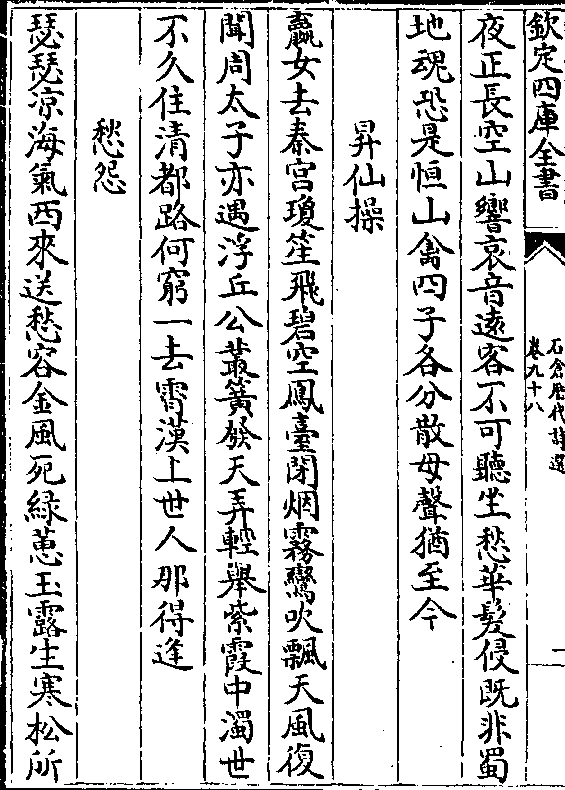 欽定四庫全書
石倉歴代詩選
卷九十八
一
夜正長空山響哀音遠客不可聽坐愁華髮侵既非蜀
地魂恐是恒山禽四子各分散母聲猶至今
昇仙操
嬴女去秦宮瓊笙飛碧空鳳臺閉烟霧鸞吹飄天風復
聞周太子亦遇浮丘公叢簧發天弄輕舉紫霞中濁世
不久住清都路何窮一去霄漢上世人那得逢
愁怨
瑟瑟凉海氣西來送愁容金風死緑蕙玉露生寒松所